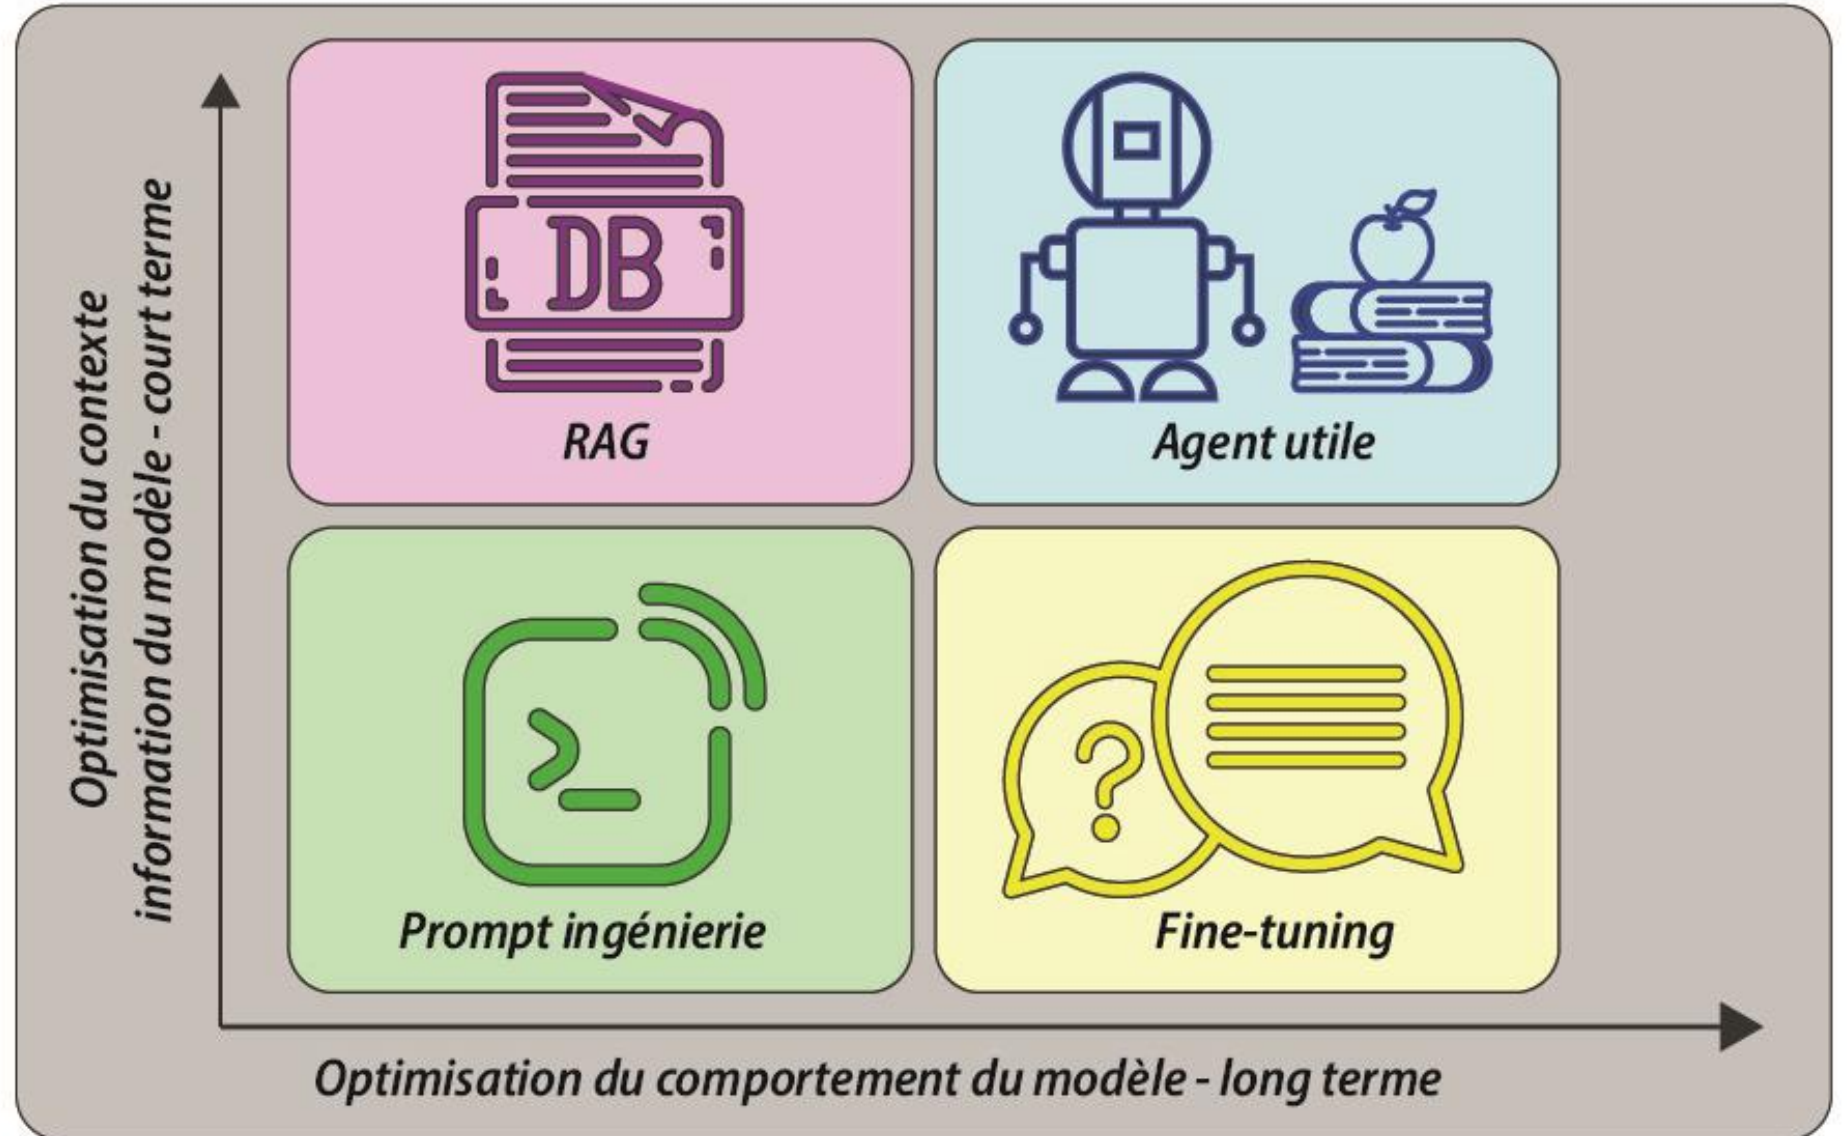 Optimisation du contexte
information du modèle - court terme
DB
RAG
Agent utile
>_
Prompt ingénierie
?
Fine-tuning
Optimisation du comportement du modèle - long terme